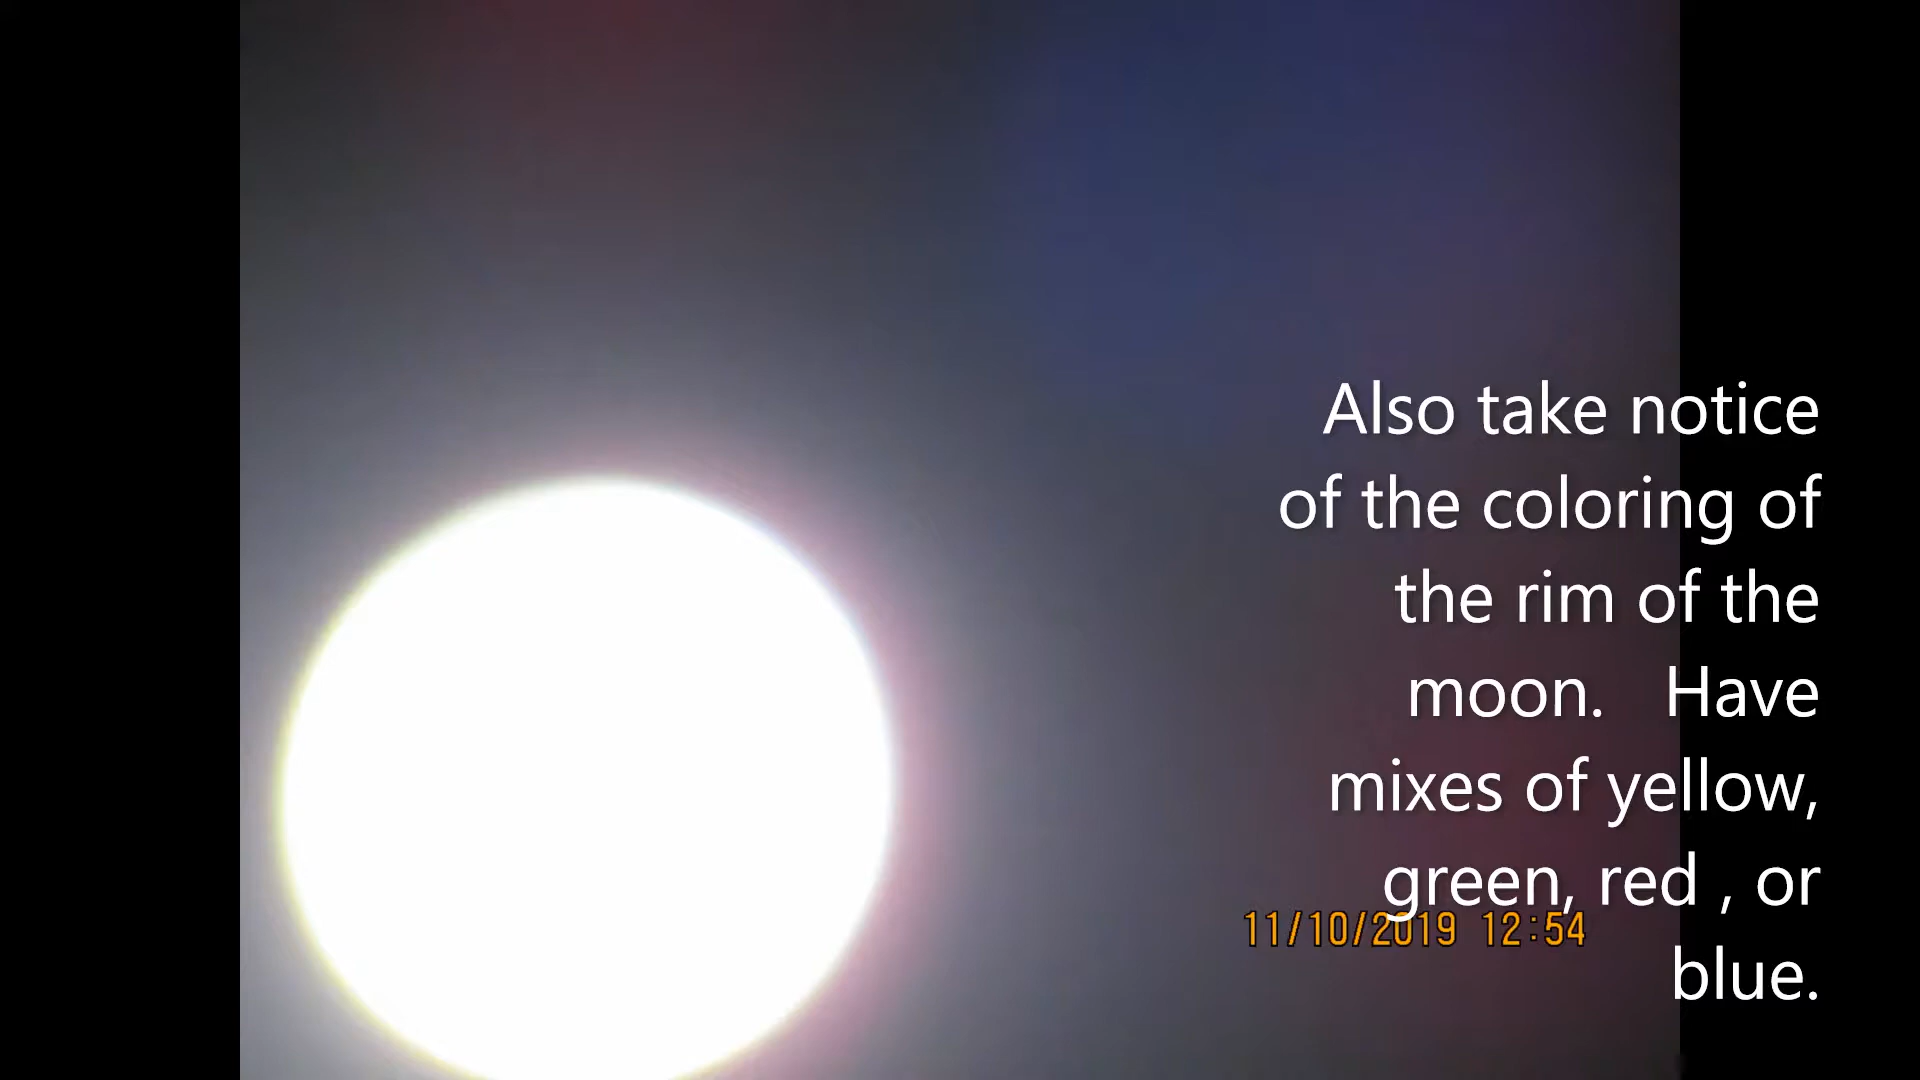 Also take notice
of the coloring of
the rim of the
moon.   Have
mixes of yellow,
green, red , or
11/10/2019 12:54
blue.